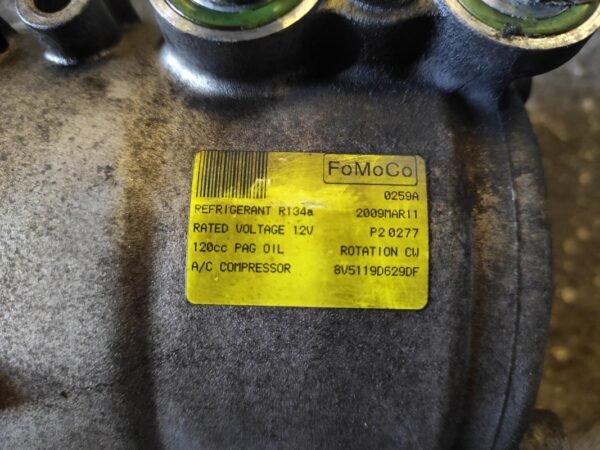 FoMoCo
0259A
REFRIGERANT R134a 2009MAR11
RATED VOLTAGE 12V P20277
120cc PAG OIL ROTATION CW
A/C COMPRESSOR 8V5119D629DF